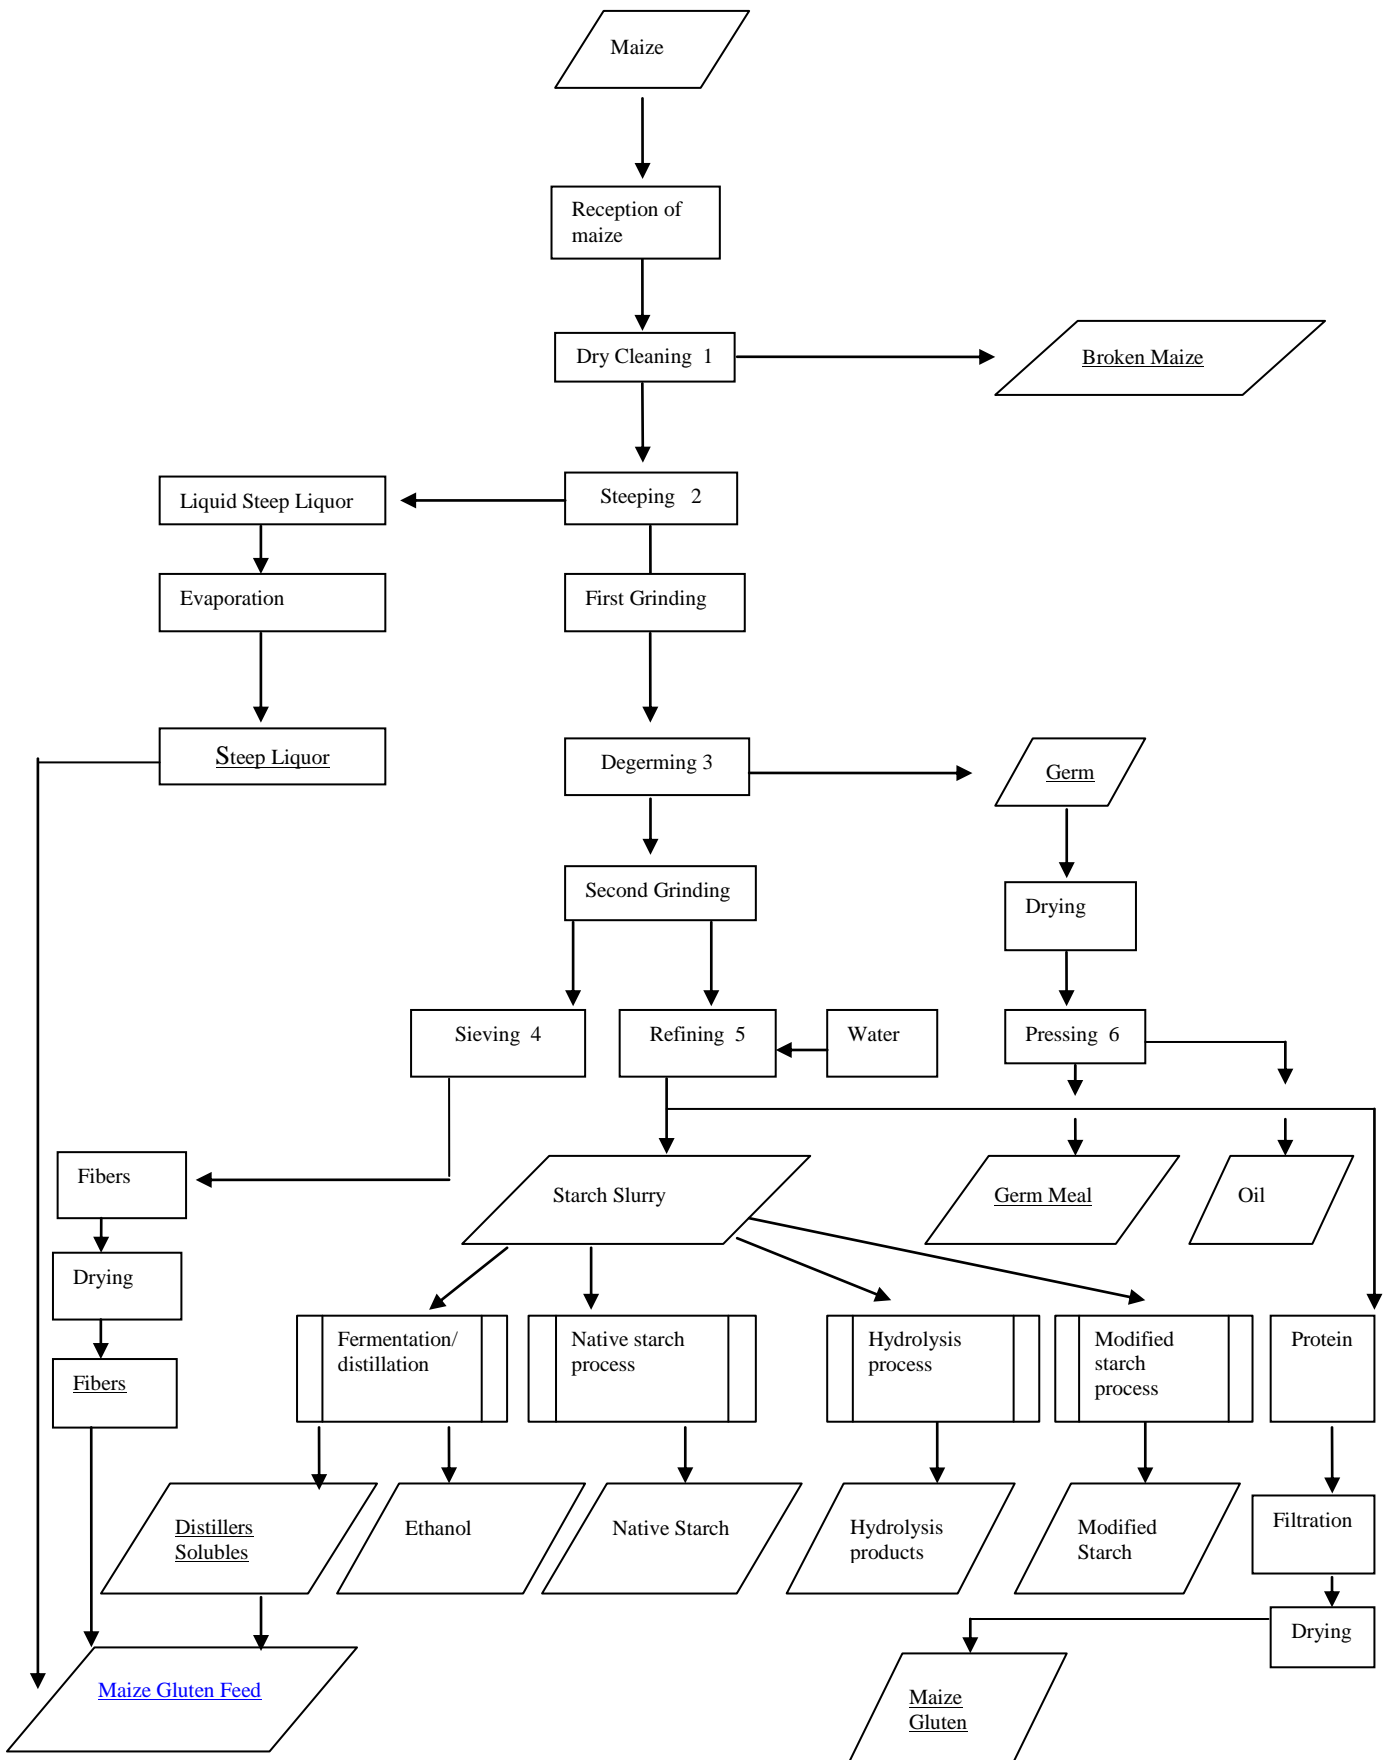 Maize
Reception of
maize
Dry Cleaning 1
Broken Maize
Liquid Steep Liquor
Steeping 2
Evaporation
First Grinding
Steep Liquor
Degerming 3
Germ
Second Grinding
Drying
Sieving 4
Refining 5
Water
Pressing 6
Fibers
Starch Slurry
Germ Meal
Oil
Drying
Fermentation/
distillation
Native starch
process
Hydrolysis
process
Modified
starch
process
Protein
Fibers
Distillers
Solubles
Ethanol
Native Starch
Hydrolysis
products
Modified
Starch
Filtration
Drying
Maize Gluten Feed
Maize
Gluten